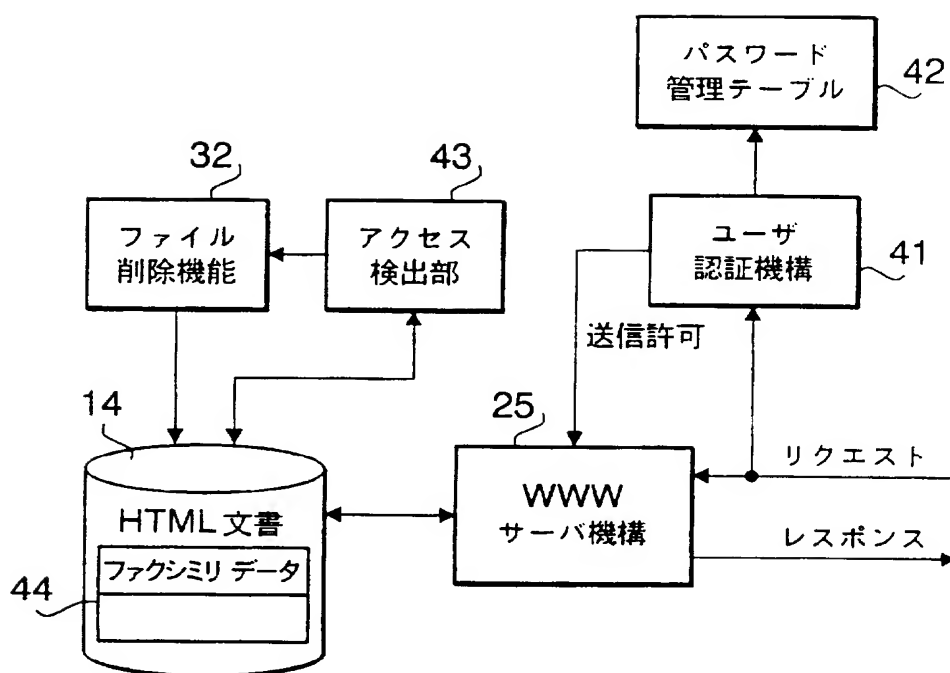 パスワード
管理テーブル
42
32
43
ファイル
削除機能
アクセス
検出部
ユーザ
認証機構
41
送信許可
14
25
リクエスト
WWW
サーバ機構
レスポンス
HTML文書
ファクシミリ データ
44